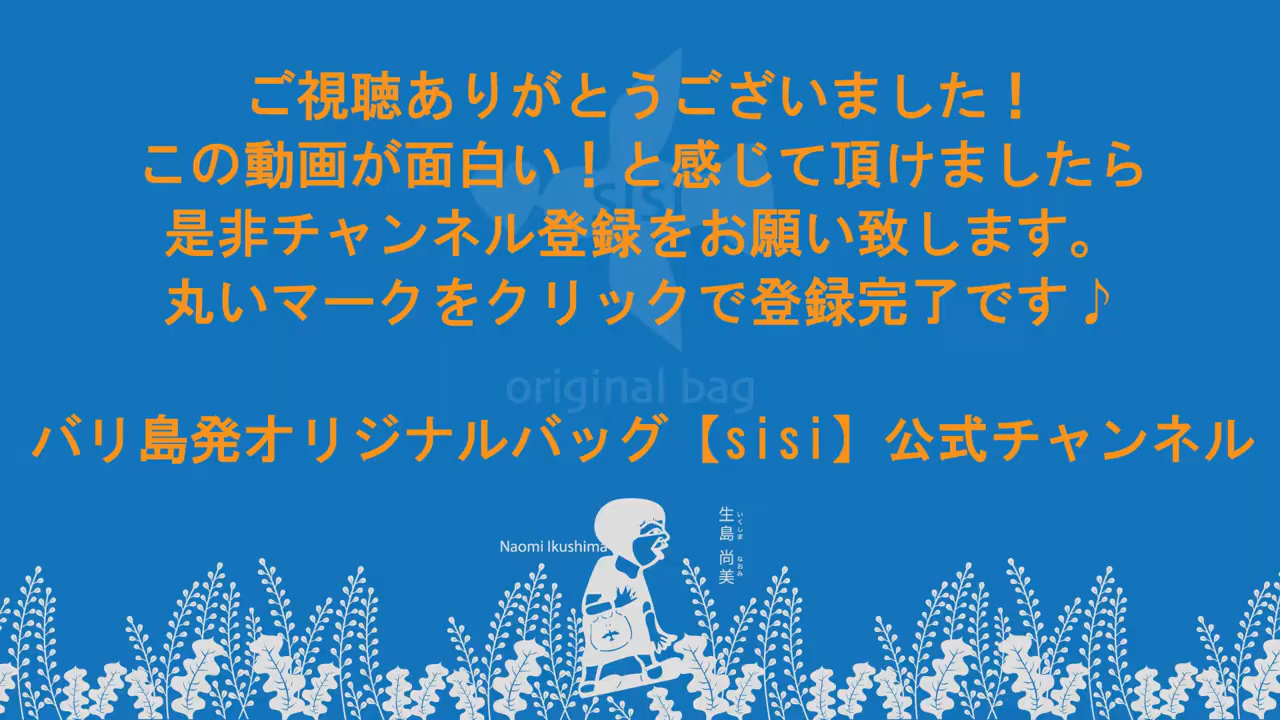 ご視聴ありがとうございました！
この動画が面白い！と感じて頂けましたら
是非チャンネル登録をお願い致します。
丸いマークをクリックで登録完了です♪
sisi
original bag
バリ島発オリジナルバッグ【sisi】公式チャンネル
Naomi Ikushima
生島 尚美
いくしま なおみ